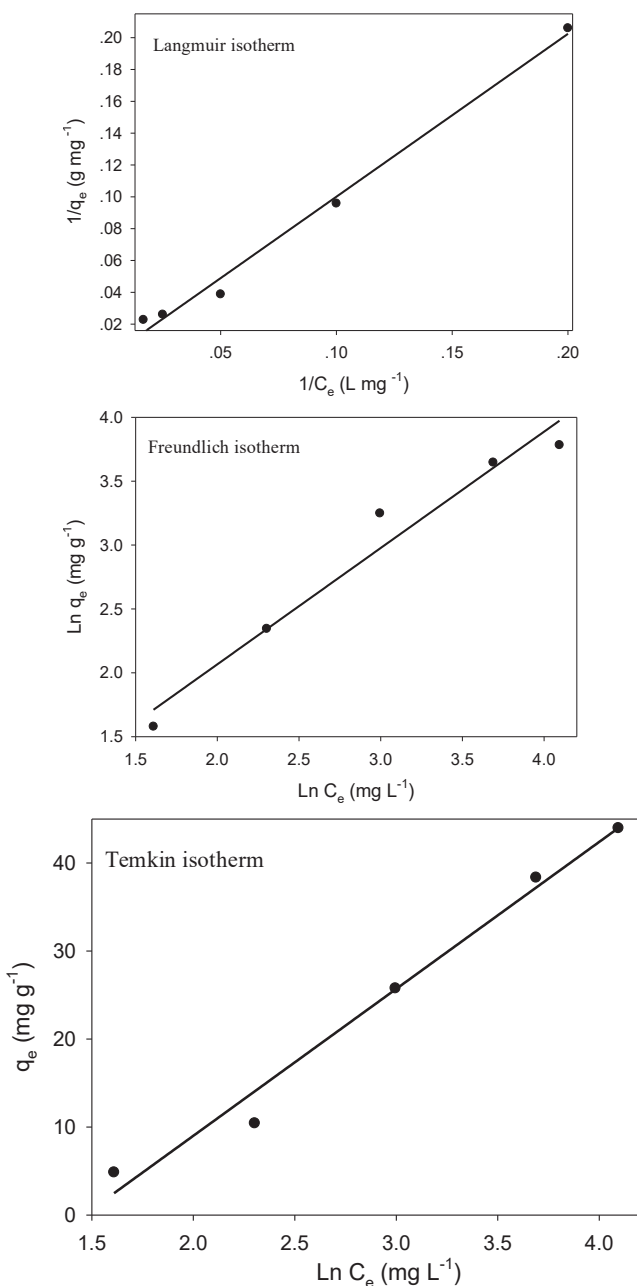 Langmuir isotherm
.20
.18
.16
.14
.12
.10
.08
.06
.04
.02
1/qe (g mg -1)
.05 .10 .15 .20
1/Ce (L mg -1)
Freundlich isotherm
4.0
3.5
3.0
2.5
2.0
1.5
Ln qe (mg g-1)
2.0 2.5 3.0 3.5 4.0
Ln Ce (mg L-1)
Temkin isotherm
40
30
20
10
0
qe (mg g-1)
1.5 2.0 2.5 3.0 3.5 4.0
Ln Ce (mg L-1)